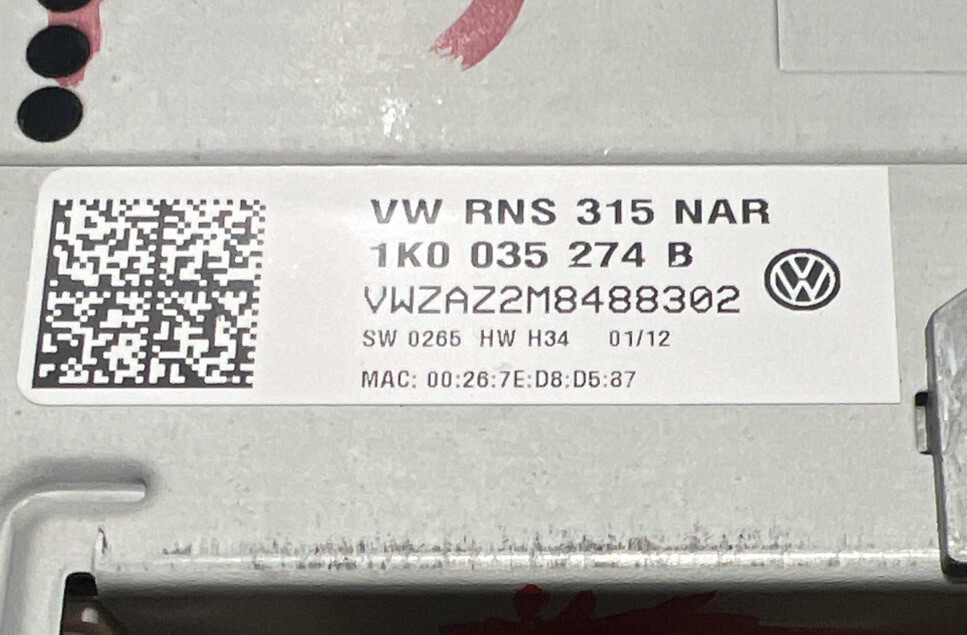 VW RNS 315 NAR
1K0 035 274 B
VWZAZ2M8488302
SW 0265 HW H34 01/12
MAC: 00:26:7E:D8:D5:87